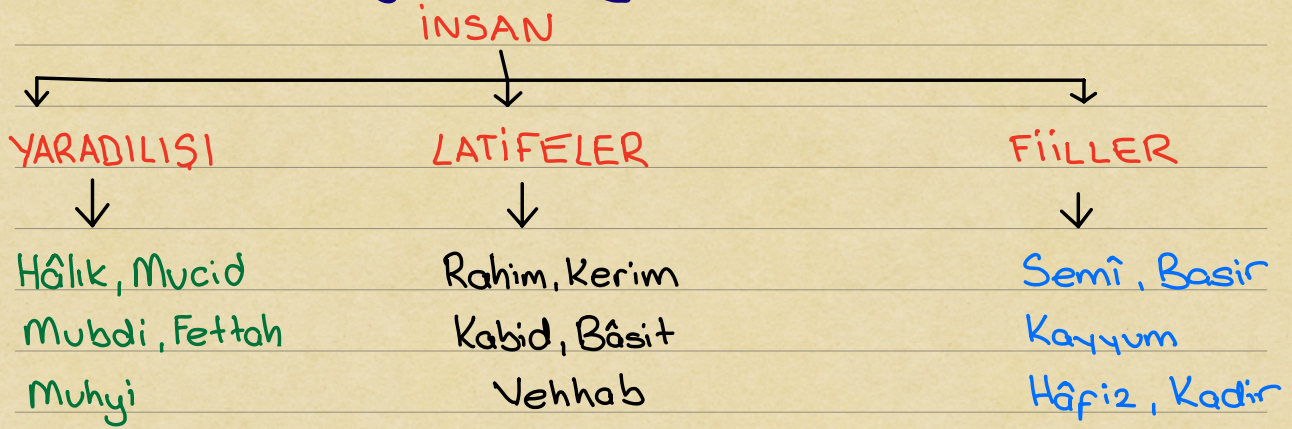 İNSAN
YARADILIŞI LATİFELER FİİLLER
Hâlık, Mucid Rahim, Kerim Semî, Basir
Mubdi, Fettah Kabid, Bâsit Kayyum
Muhyi Vehhab Hâfiz, Kadir